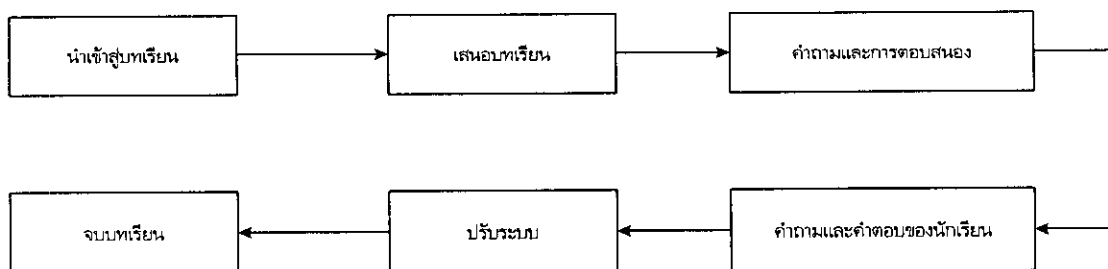 นำเข้าสู่บทเรียน
เสนอบทเรียน
คำถามและการตอบสนอง
คำถามและคำตอบของนักเรียน
ปรับระบบ
จบบทเรียน